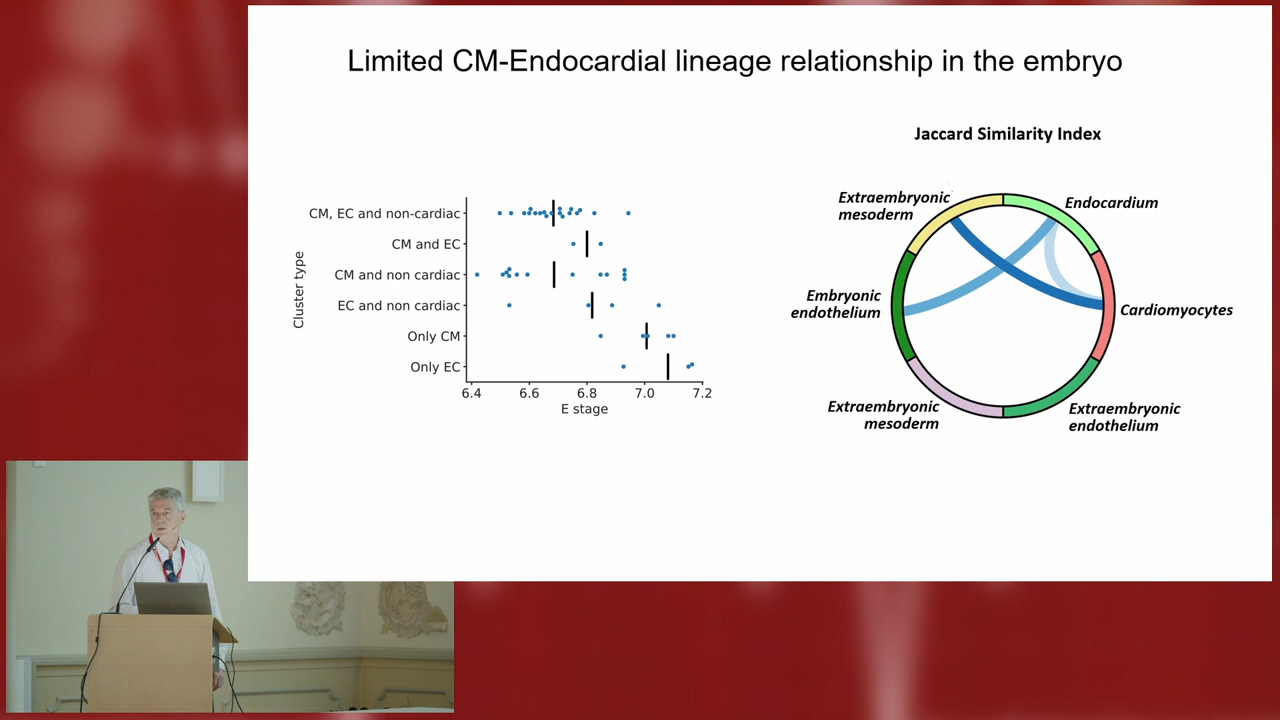 Limited CM-Endocardial lineage relationship in the embryo
Cluster type
CM, EC and non-cardiac
CM and EC
CM and non cardiac
EC and non cardiac
Only CM
Only EC
6.4 6.6 6.8 7.0 7.2
E stage
Jaccard Similarity Index
Extraembryonic
mesoderm
Endocardium
Embryonic
endothelium
Cardiomyocytes
Extraembryonic
mesoderm
Extraembryonic
endothelium